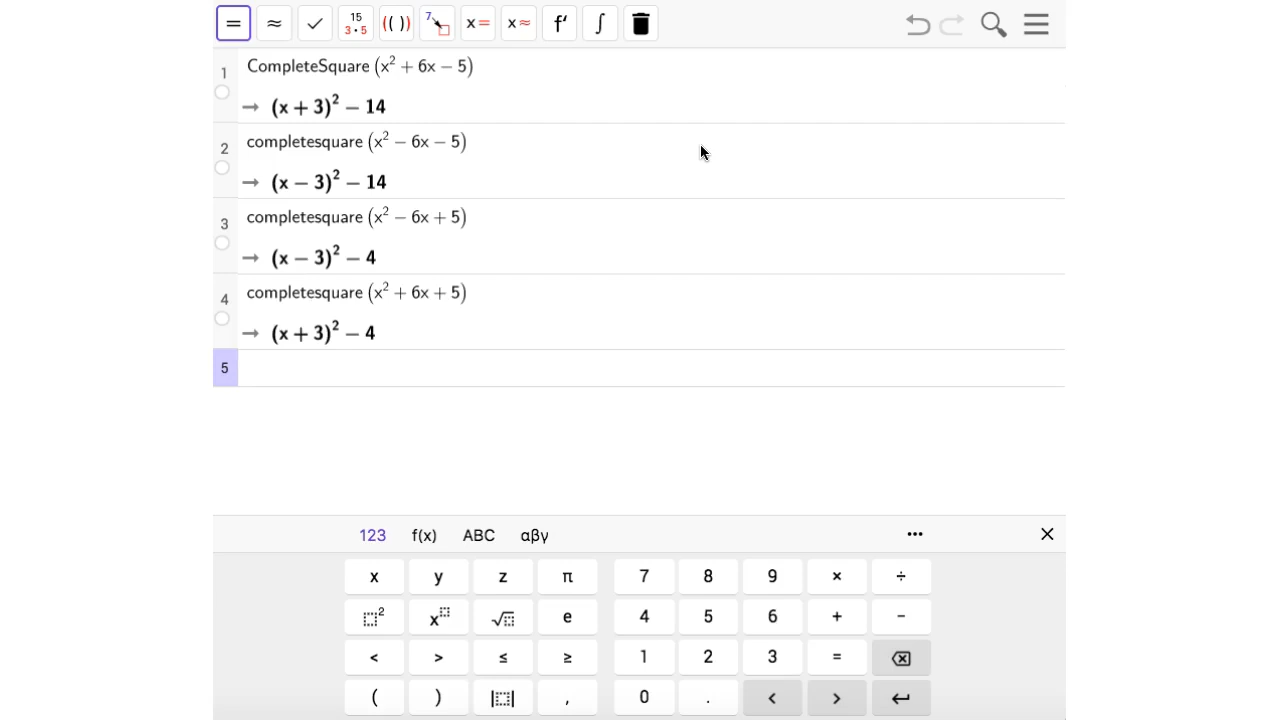 = ≈ ✓ 15 3·5 (( )) 7 x= x≈ f′ ∫
1 CompleteSquare (x² + 6x − 5)
→ (x + 3)² − 14
2 completesquare (x² − 6x − 5)
→ (x − 3)² − 14
3 completesquare (x² − 6x + 5)
→ (x − 3)² − 4
4 completesquare (x² + 6x + 5)
→ (x + 3)² − 4
5
123 f(x) ABC αβγ ••• ×
x y z π 7 8 9 × ÷
⬚² x⬚ √⬚ e 4 5 6 + −
< > ≤ ≥ 1 2 3 = ⌫
( ) |⬚| , 0 . < > ↵